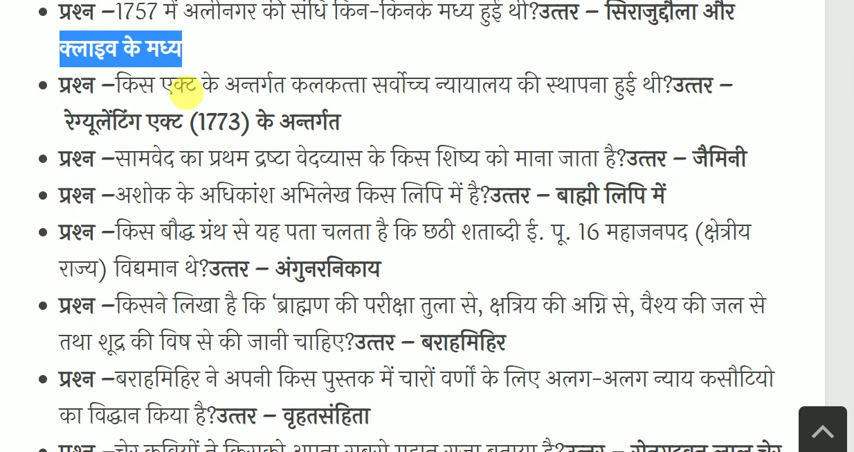 प्रश्न –1757 में अलीनगर की संधि किन-किनके मध्य हुई थी?उत्तर – सिराजुद्दौला और
क्लाइव के मध्य
प्रश्न –किस एक्ट के अन्तर्गत कलकत्ता सर्वोच्च न्यायालय की स्थापना हुई थी?उत्तर –
रेग्यूलेंटिंग एक्ट (1773) के अन्तर्गत
प्रश्न –सामवेद का प्रथम द्रष्टा वेदव्यास के किस शिष्य को माना जाता है?उत्तर – जैमिनी
प्रश्न –अशोक के अधिकांश अभिलेख किस लिपि में है?उत्तर – बाह्मी लिपि में
प्रश्न –किस बौद्ध ग्रंथ से यह पता चलता है कि छठी शताब्दी ई. पू. 16 महाजनपद (क्षेत्रीय
राज्य) विद्यमान थे?उत्तर – अंगुनरनिकाय
प्रश्न –किसने लिखा है कि ‘ब्राह्मण की परीक्षा तुला से, क्षत्रिय की अग्नि से, वैश्य की जल से
तथा शूद्र की विष से की जानी चाहिए?उत्तर – बराहमिहिर
प्रश्न –बराहमिहिर ने अपनी किस पुस्तक में चारों वर्णों के लिए अलग-अलग न्याय कसौटियो
का विद्धान किया है?उत्तर – वृहतसंहिता